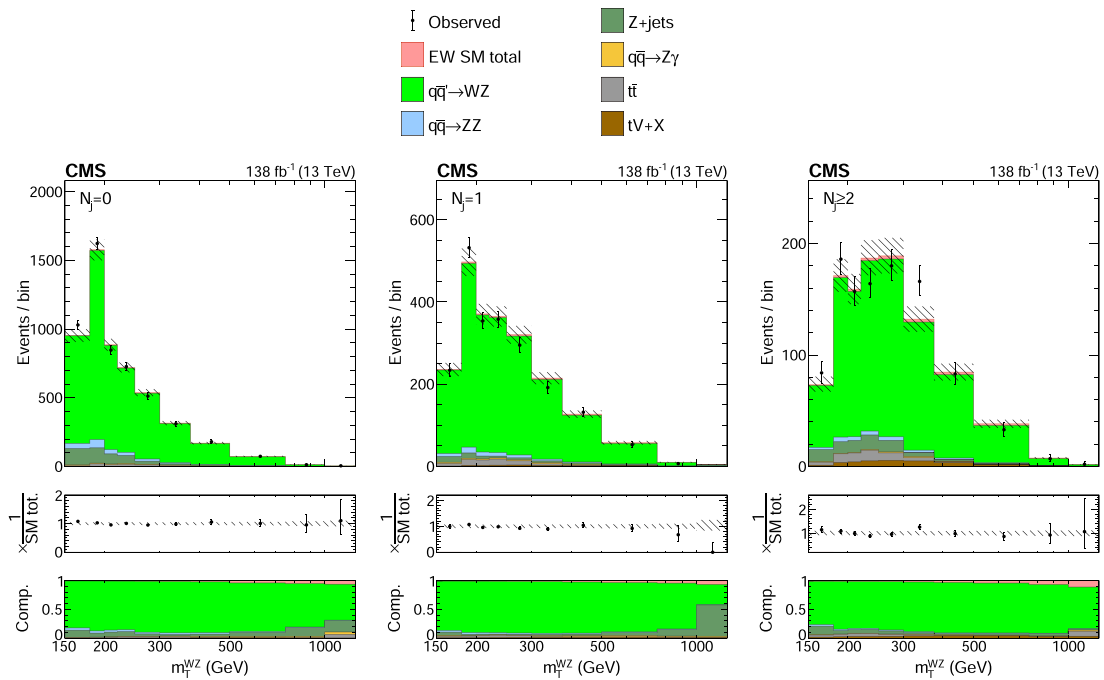 Observed
EW SM total
qq̅'→WZ
qq̅→ZZ
Z+jets
qq̅→Zγ
tt̅
tV+X
CMS 138 fb⁻¹ (13 TeV)
Nⱼ=0
Events / bin
2000
1500
1000
500
0
× 1/SM tot.
2
1
0
Comp.
1
0.5
0
150 200 300 1000
m_T^WZ (GeV)
CMS 138 fb⁻¹ (13 TeV)
Nⱼ=1
Events / bin
600
400
200
0
× 1/SM tot.
2
1
0
Comp.
1
0.5
0
150 200 300 1000
m_T^WZ (GeV)
CMS 138 fb⁻¹ (13 TeV)
Nⱼ≥2
Events / bin
200
100
0
× 1/SM tot.
2
1
Comp.
1
0.5
0
150 200 300 1000
m_T^WZ (GeV)